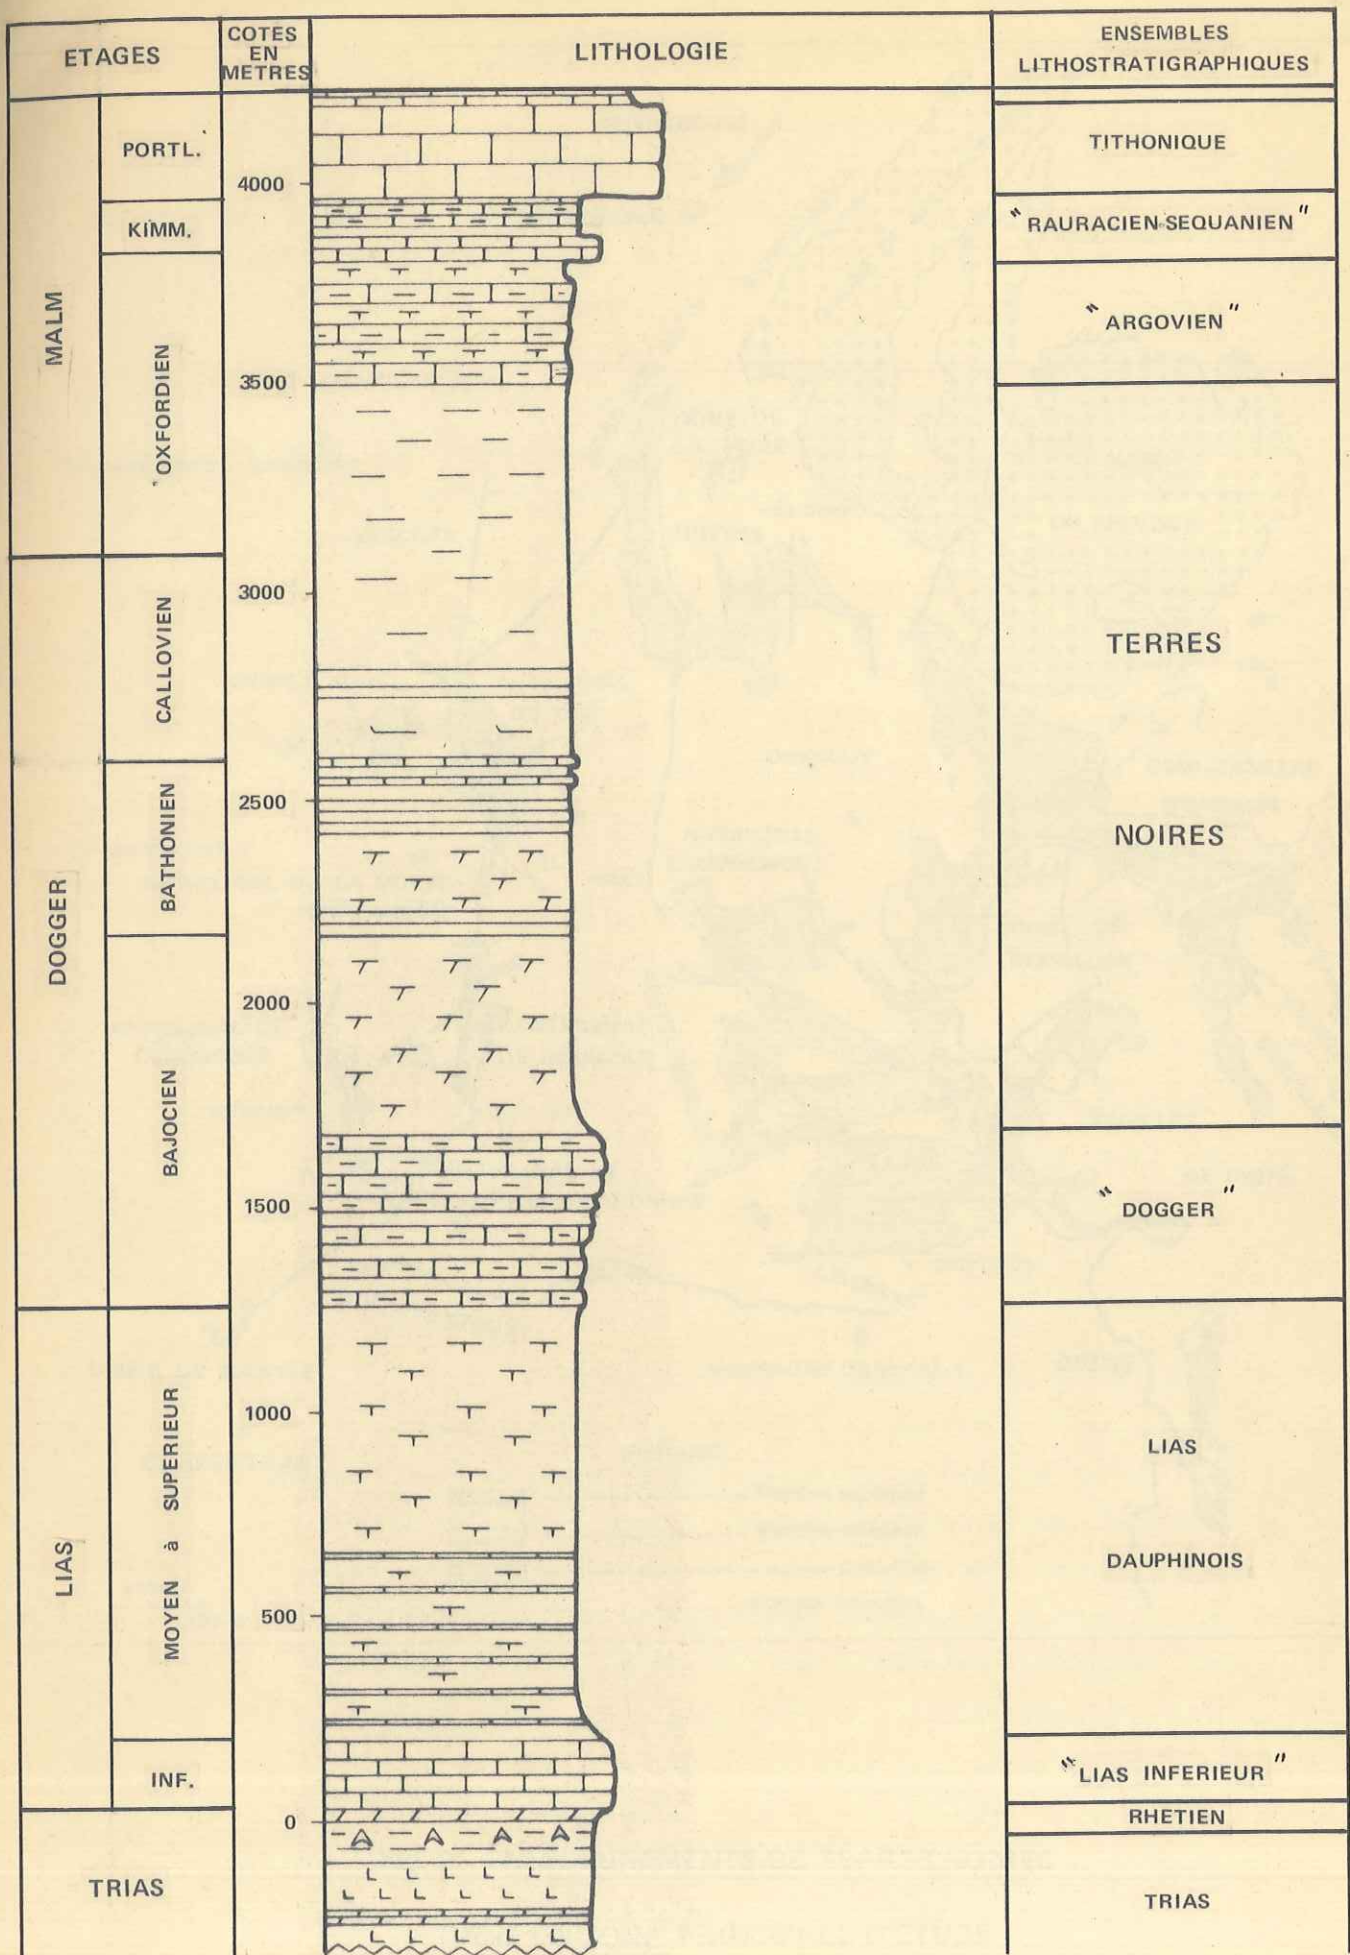 ETAGES
COTES
EN
METRES
LITHOLOGIE
ENSEMBLES
LITHOSTRATIGRAPHIQUES
MALM
PORTL.
KIMM.
OXFORDIEN
DOGGER
CALLOVIEN
BATHONIEN
BAJOCIEN
LIAS
MOYEN à SUPERIEUR
INF.
TRIAS
4000
3500
3000
2500
2000
1500
1000
500
0
TITHONIQUE
"RAURACIEN-SEQUANIEN"
"ARGOVIEN"
TERRES
NOIRES
"DOGGER"
LIAS
DAUPHINOIS
"LIAS INFERIEUR"
RHETIEN
TRIAS